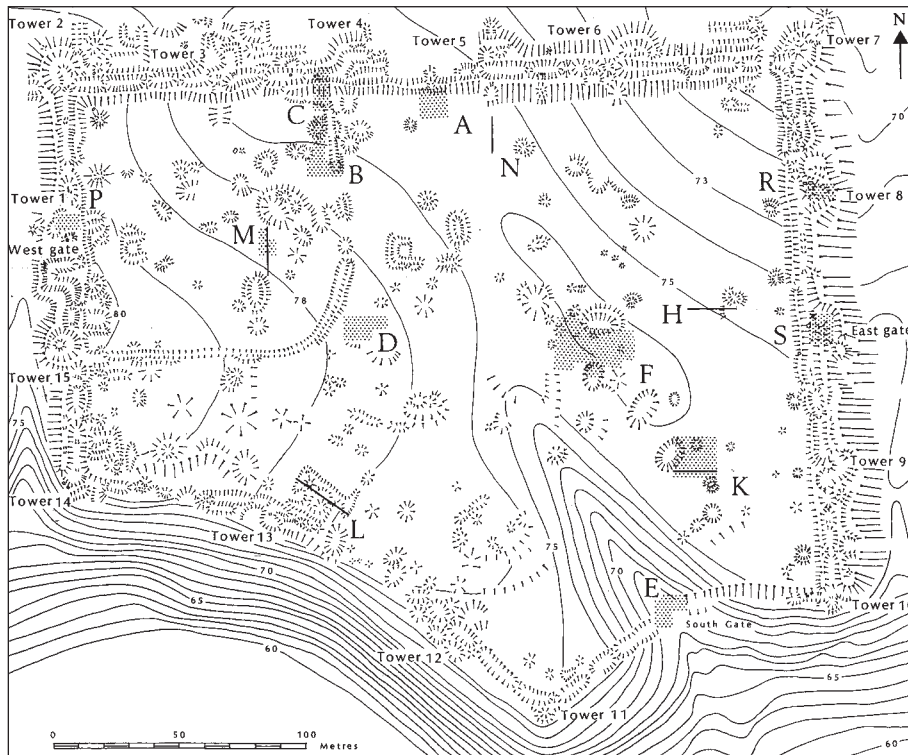 Tower 2
Tower 4
Tower 3
Tower 5
Tower 6
Tower 7
N
70
C
A
B
N
73
R
Tower 1
P
Tower 8
M
West gate
75
H
78
80
S
East gate
D
F
Tower 15
75
Tower 9
K
Tower 14
L
Tower 13
75
70
70
E
65
Tower 10
South Gate
60
Tower 12
65
Tower 11
0 50 100
Metres
60